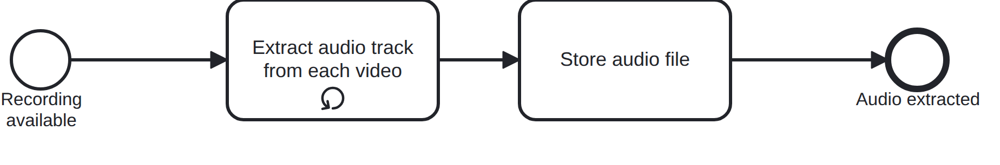 Recording
available
Extract audio track
from each video
Store audio file
Audio extracted